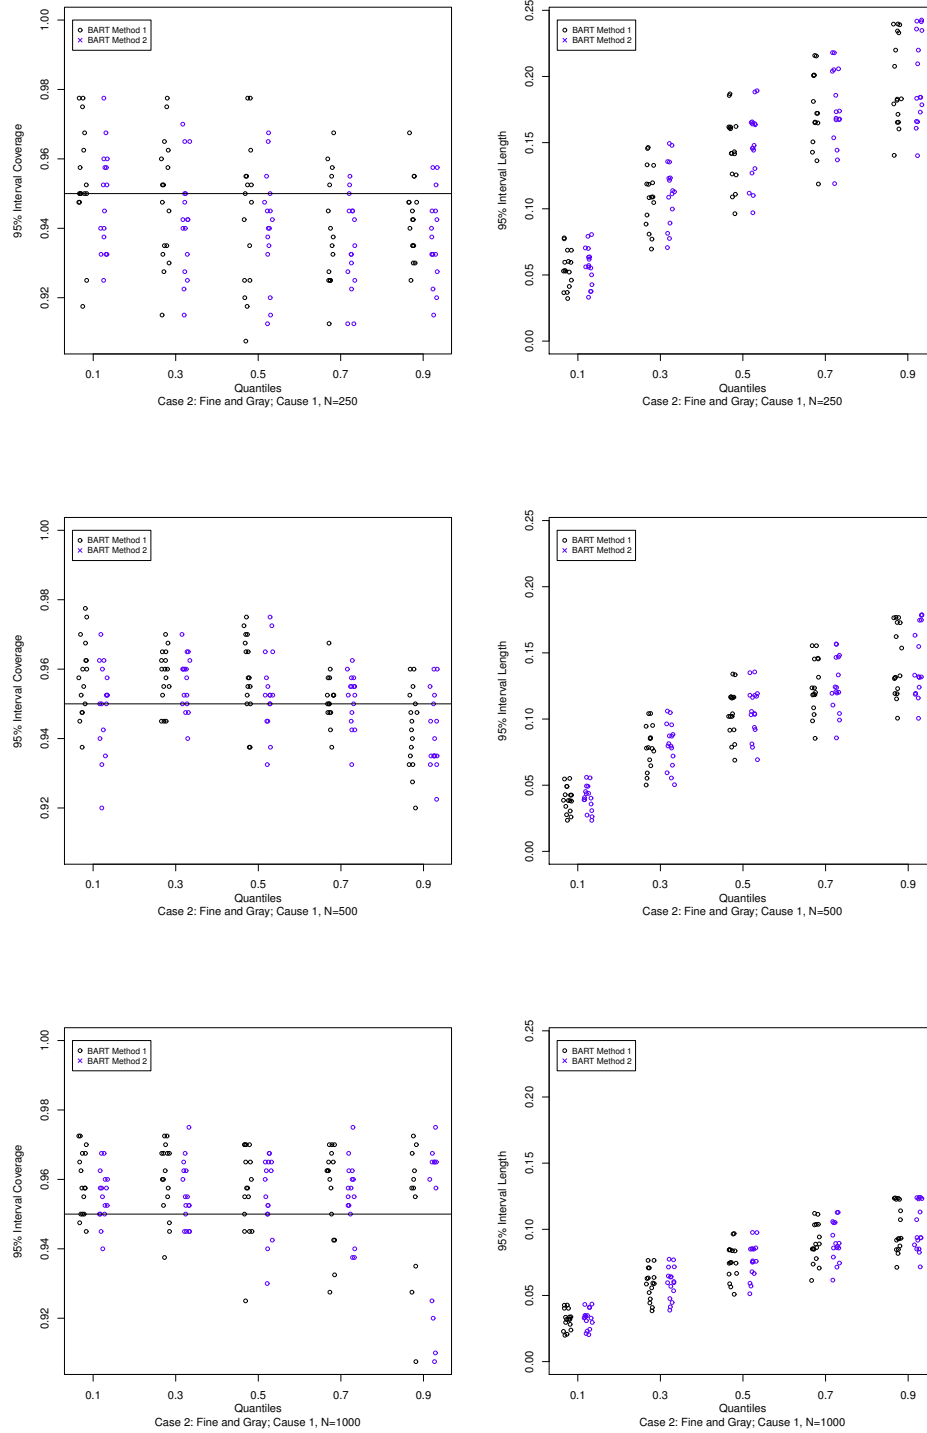 95% Interval Coverage
1.00
0.98
0.96
0.94
0.92
BART Method 1
BART Method 2
0.1 0.3 0.5 0.7 0.9
Quantiles
Case 2: Fine and Gray; Cause 1, N=250
95% Interval Length
0.25
0.20
0.15
0.10
0.05
0.00
BART Method 1
BART Method 2
0.1 0.3 0.5 0.7 0.9
Quantiles
Case 2: Fine and Gray; Cause 1, N=250
95% Interval Coverage
1.00
0.98
0.96
0.94
0.92
BART Method 1
BART Method 2
0.1 0.3 0.5 0.7 0.9
Quantiles
Case 2: Fine and Gray; Cause 1, N=500
95% Interval Length
0.25
0.20
0.15
0.10
0.05
0.00
BART Method 1
BART Method 2
0.1 0.3 0.5 0.7 0.9
Quantiles
Case 2: Fine and Gray; Cause 1, N=500
95% Interval Coverage
1.00
0.98
0.96
0.94
0.92
BART Method 1
BART Method 2
0.1 0.3 0.5 0.7 0.9
Quantiles
Case 2: Fine and Gray; Cause 1, N=1000
95% Interval Length
0.25
0.20
0.15
0.10
0.05
0.00
BART Method 1
BART Method 2
0.1 0.3 0.5 0.7 0.9
Quantiles
Case 2: Fine and Gray; Cause 1, N=1000